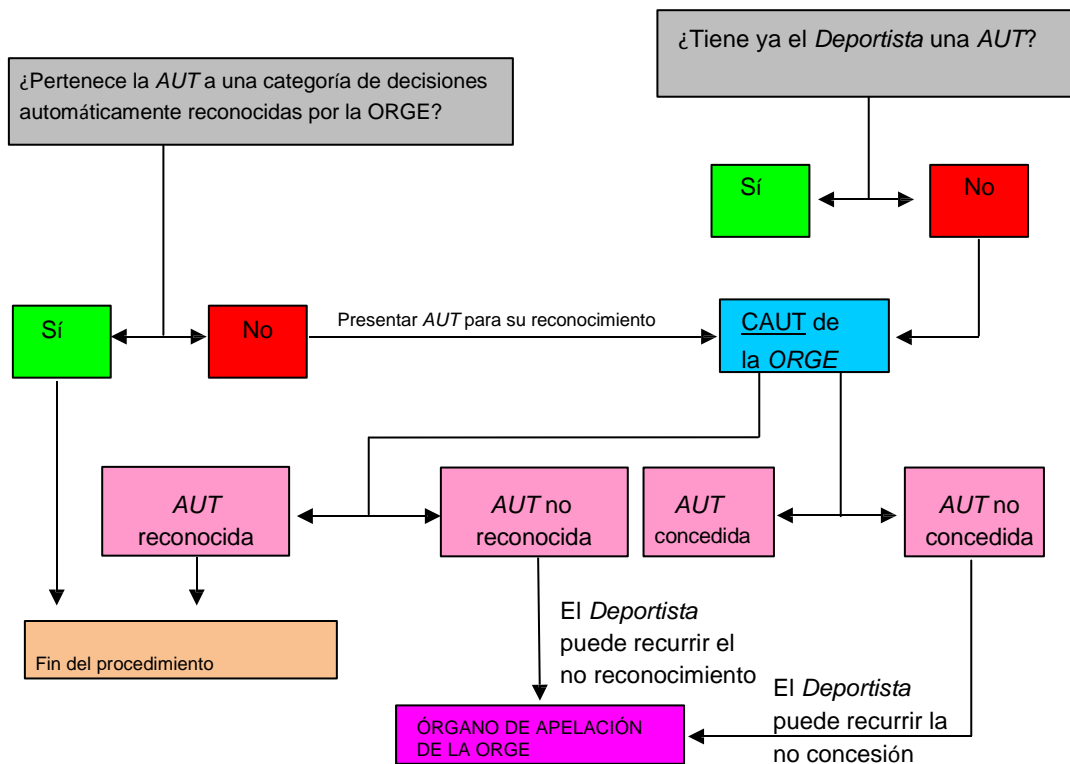 ¿Tiene ya el Deportista una AUT?
¿Pertenece la AUT a una categoría de decisiones
automáticamente reconocidas por la ORGE?
Sí
No
Sí
No
Presentar AUT para su reconocimiento
CAUT de
la ORGE
AUT
reconocida
AUT no
reconocida
AUT
concedida
AUT no
concedida
El Deportista
puede recurrir el
no reconocimiento
Fin del procedimiento
El Deportista
puede recurrir la
no concesión
ÓRGANO DE APELACIÓN
DE LA ORGE